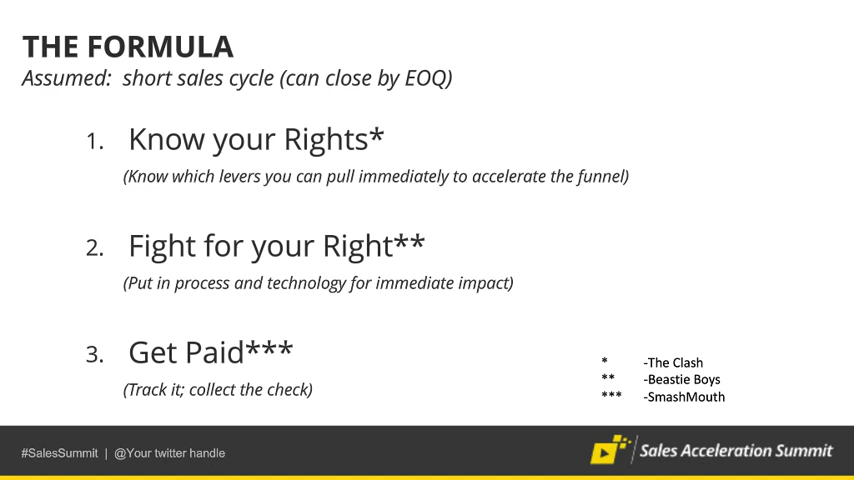 THE FORMULA
Assumed: short sales cycle (can close by EOQ)
1. Know your Rights*
(Know which levers you can pull immediately to accelerate the funnel)
2. Fight for your Right**
(Put in process and technology for immediate impact)
3. Get Paid***
(Track it; collect the check)
* -The Clash
** -Beastie Boys
*** -SmashMouth
#SalesSummit | @Your twitter handle
Sales Acceleration Summit